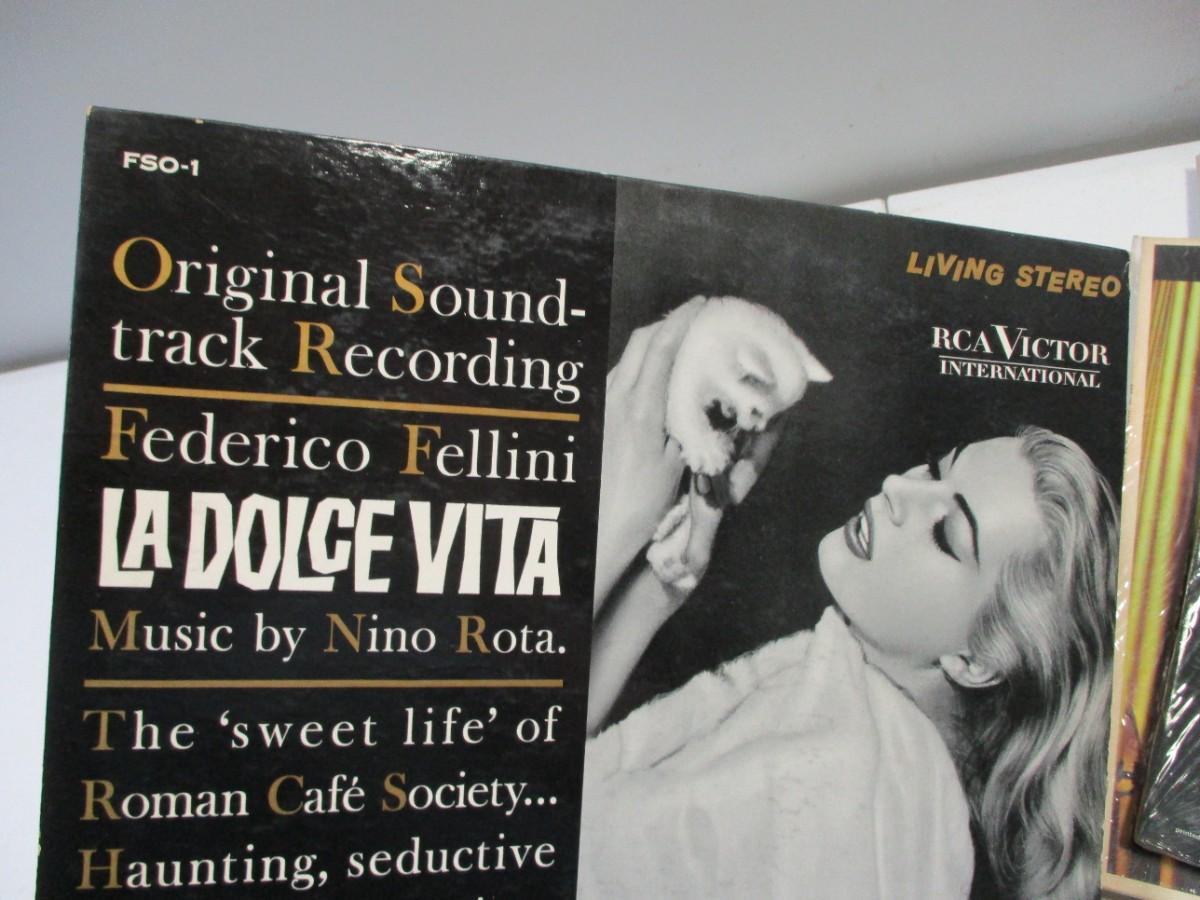 FSO-1
Original Sound-
track Recording
Federico Fellini
LA DOLCE VITA
Music by Nino Rota.
The ‘sweet life’ of
Roman Café Society...
Haunting, seductive
LIVING STEREO
RCA VICTOR
INTERNATIONAL
printed